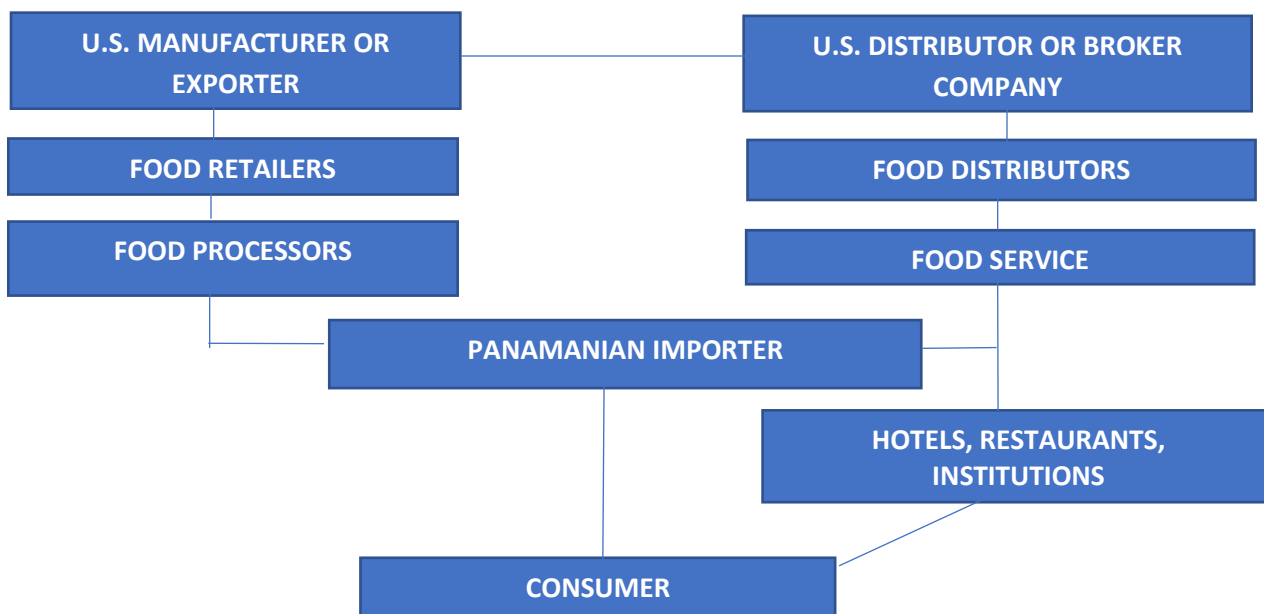 U.S. MANUFACTURER OR
EXPORTER
U.S. DISTRIBUTOR OR BROKER
COMPANY
FOOD RETAILERS
FOOD DISTRIBUTORS
FOOD PROCESSORS
FOOD SERVICE
PANAMANIAN IMPORTER
HOTELS, RESTAURANTS,
INSTITUTIONS
CONSUMER